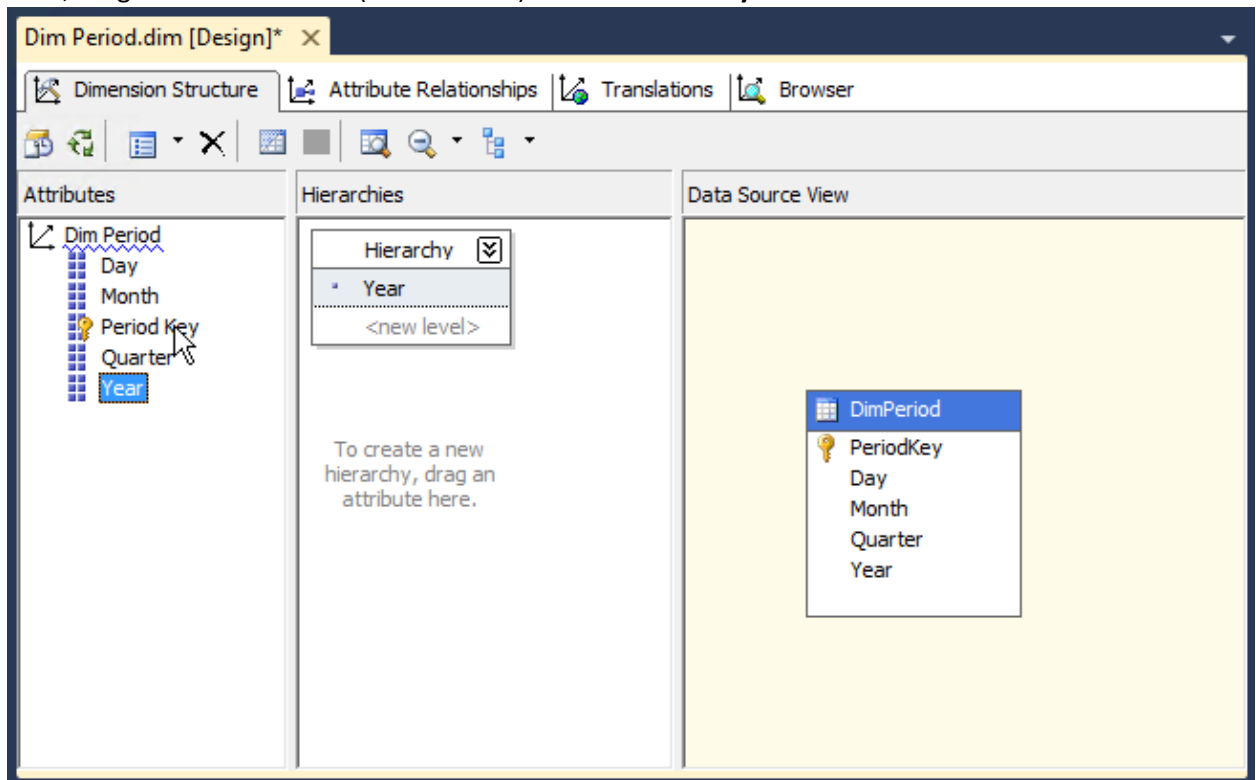 Dim Period.dim [Design]*
Dimension Structure Attribute Relationships Translations Browser
Attributes
Hierarchies
Data Source View
Dim Period
Day
Month
Period Key
Quarter
Year
Hierarchy
Year
<new level>
To create a new
hierarchy, drag an
attribute here.
DimPeriod
PeriodKey
Day
Month
Quarter
Year